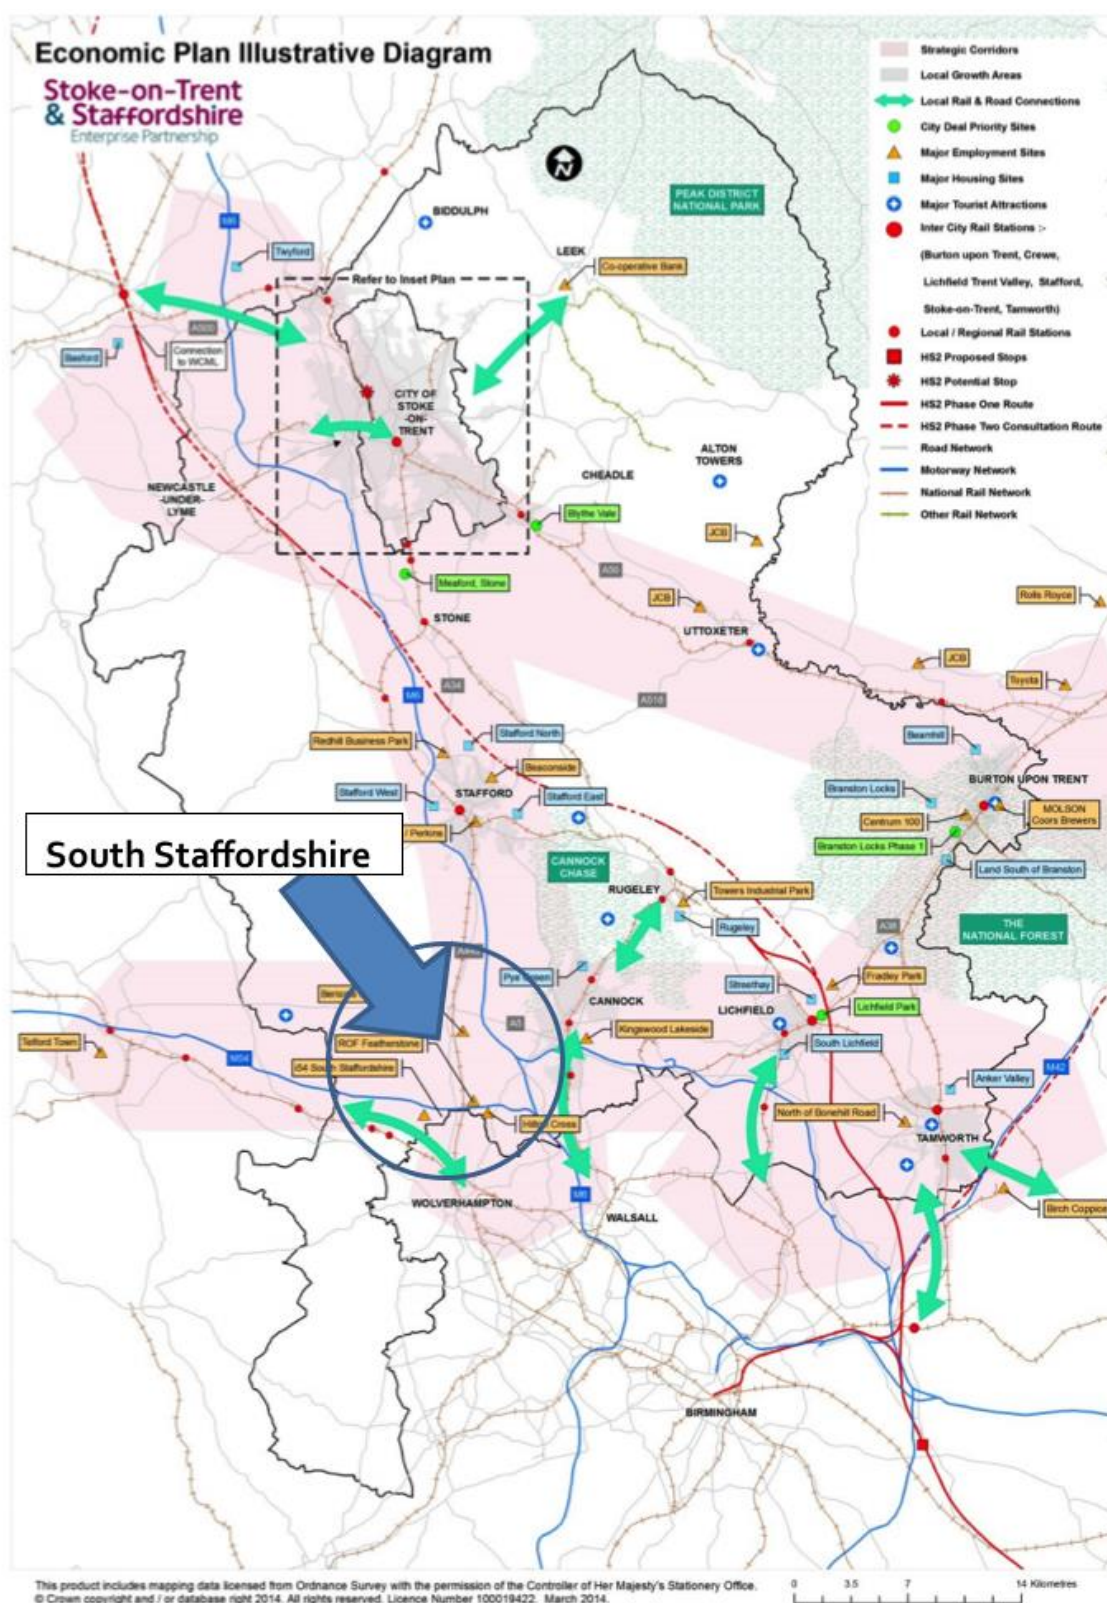 Economic Plan Illustrative Diagram
Stoke-on-Trent
& Staffordshire
Enterprise Partnership
Strategic Corridors
Local Growth Areas
Local Rail & Road Connections
City Deal Priority Sites
Major Employment Sites
Major Housing Sites
Major Tourist Attractions
Inter City Rail Stations :-
(Burton upon Trent, Crewe,
Lichfield Trent Valley, Stafford,
Stoke-on-Trent, Tamworth)
Local / Regional Rail Stations
HS2 Proposed Stops
HS2 Potential Stop
HS2 Phase One Route
HS2 Phase Two Consultation Route
Road Network
Motorway Network
National Rail Network
Other Rail Network
N
PEAK DISTRICT
NATIONAL PARK
BIDDULPH
M6
Twyford
LEEK
Co-operative Bank
Refer to Inset Plan
A500
Basford
Connection
to WCML
CITY OF
STOKE
-ON-
TRENT
NEWCASTLE
-UNDER-
LYME
CHEADLE
ALTON
TOWERS
Blythe Vale
JCB
A50
Meaford, Stone
JCB
Rolls Royce
STONE
UTTOXETER
JCB
Toyota
M6
A34
A518
Redhill Business Park
Stafford North
Beamhill
Beaconside
BURTON UPON TRENT
Stafford West
STAFFORD
Stafford East
Branston Locks
MOLSON
Coors Brewers
Centrum 100
/ Perkins
Branston Locks Phase 1
South Staffordshire
CANNOCK
CHASE
Land South of Branston
RUGELEY
Towers Industrial Park
Rugeley
A38
THE
NATIONAL FOREST
A449
Pye Green
Fradley Park
Streethay
CANNOCK
LICHFIELD
Lichfield Park
A5
Kingswood Lakeside
Telford Town
ROF Featherstone
South Lichfield
M54
i54 South Staffordshire
M42
Anker Valley
Hilton Cross
North of Bonehill Road
TAMWORTH
WOLVERHAMPTON
M6
WALSALL
Birch Coppice
BIRMINGHAM
This product includes mapping data licensed from Ordnance Survey with the permission of the Controller of Her Majesty's Stationery Office.
© Crown copyright and / or database right 2014. All rights reserved. Licence Number 100019422. March 2014.
0 3.5 7 14 Kilometres